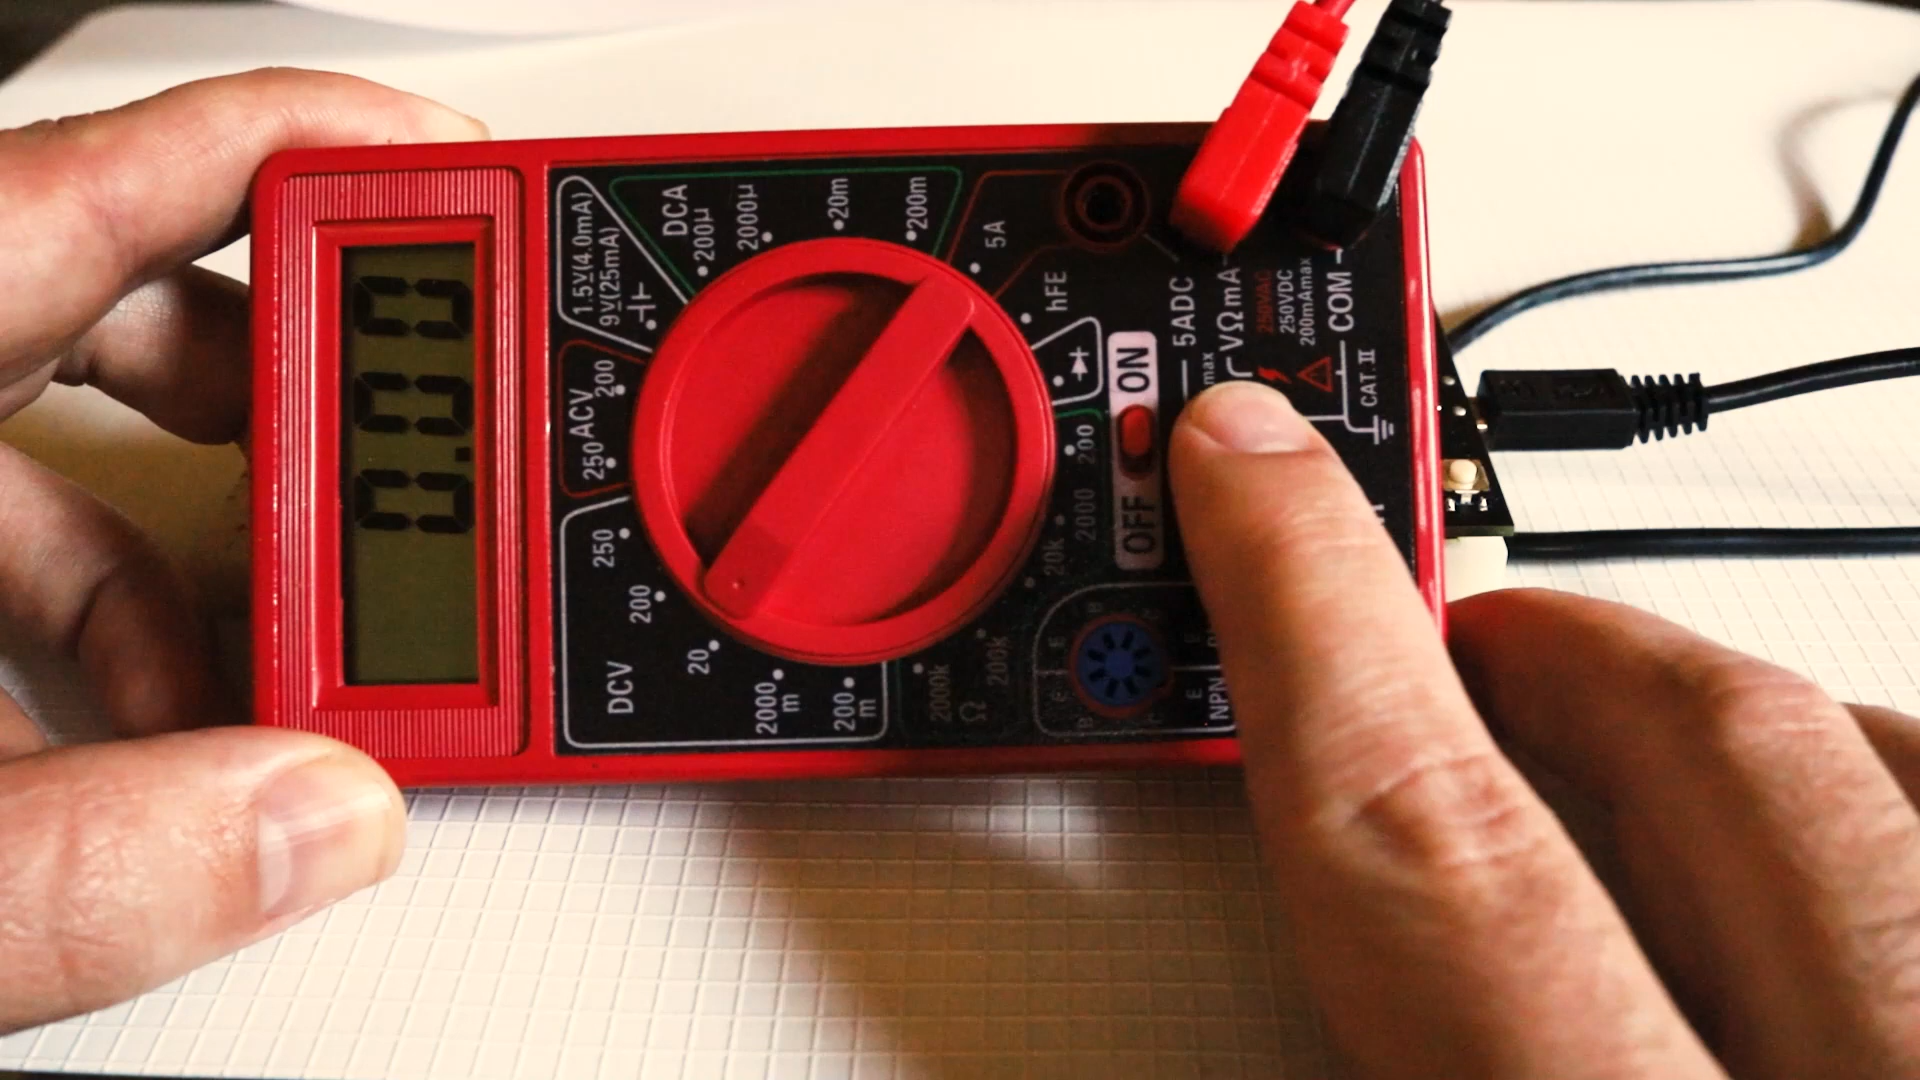 0.00
1.5V(4.0mA)
9V(25mA)
DCA
200µ
2000µ
20m
200m
5A
hFE
ACV
200
250
DCV
250
200
20
2000
m
200
m
200
2000
20k
200k
2000k
Ω
ON
OFF
5ADC
max
VΩmA
250VAC
250VDC
200mAmax
COM
CAT.II
B
E
C
E
B
C
E
E
NPN